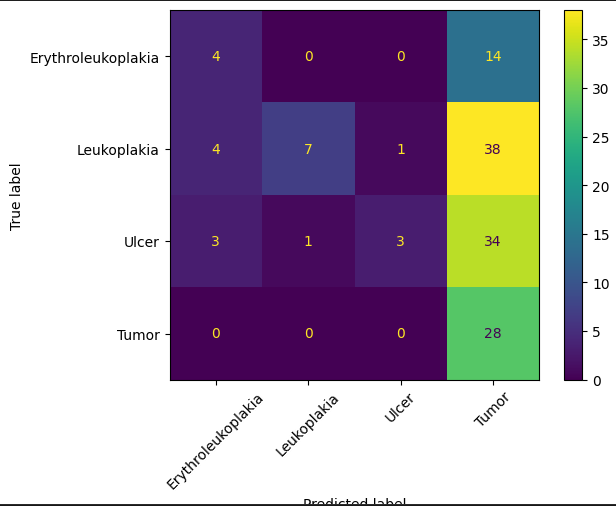 Erythroleukoplakia 4 0 0 14
Leukoplakia 4 7 1 38
Ulcer 3 1 3 34
Tumor 0 0 0 28
True label
Erythroleukoplakia
Leukoplakia
Ulcer
Tumor
Predicted label
35
30
25
20
15
10
5
0